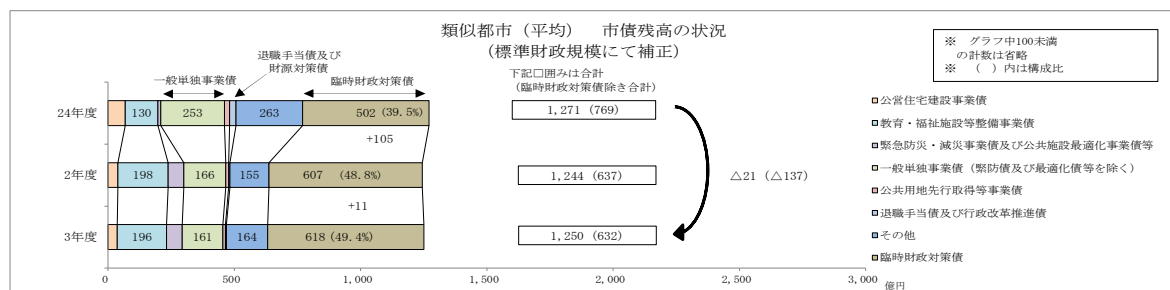 類似都市(平均) 市債残高の状況
(標準財政規模にて補正)
※ グラフ中100未満
の計数は省略
※ ( )内は構成比
退職手当債及び
財源対策債
一般単独事業債
臨時財政対策債
下記□囲みは合計
(臨時財政対策債除き合計)
24年度
130
253
263
502 (39.5%)
1,271 (769)
+105
2年度
198
166
155
607 (48.8%)
1,244 (637)
△21 (△137)
+11
3年度
196
161
164
618 (49.4%)
1,250 (632)
公営住宅建設事業債
教育・福祉施設等整備事業債
緊急防災・減災事業債及び公共施設最適化事業債等
一般単独事業債(緊防債及び最適化債等を除く)
公共用地先行取得等事業債
退職手当債及び行政改革推進債
その他
臨時財政対策債
0
500
1,000
1,500
2,000
2,500
3,000
億円